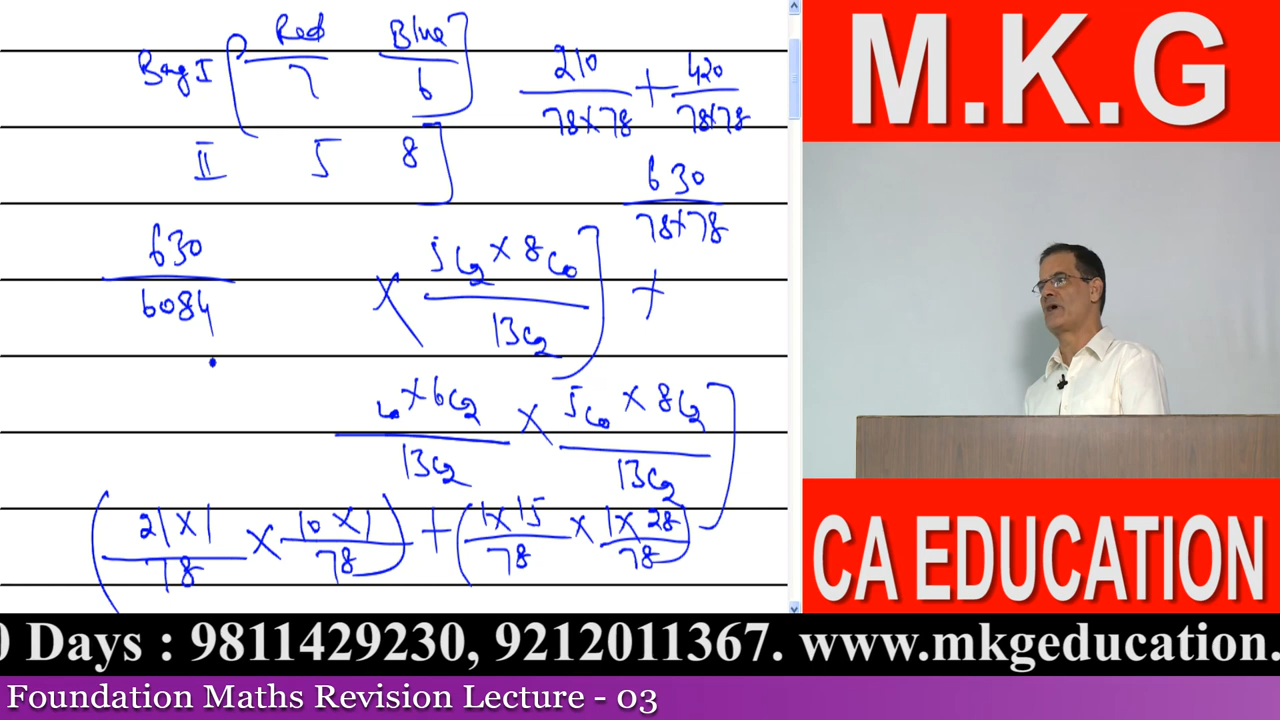 Red Blue
Bag I 7 6
II 5 8
210/78×78 + 420/78×78
630/78×78
630/6084
× 5C2 × 8C0/13C2 +
C0 × 6C2/13C2 × 5C0 × 8C2/13C2
(21 × 1/78 × 10 × 1/78) + (1 × 15/78 × 1 × 28/78)
M.K.G
CA EDUCATION
0 Days : 9811429230, 9212011367. www.mkgeducation.
Foundation Maths Revision Lecture - 03